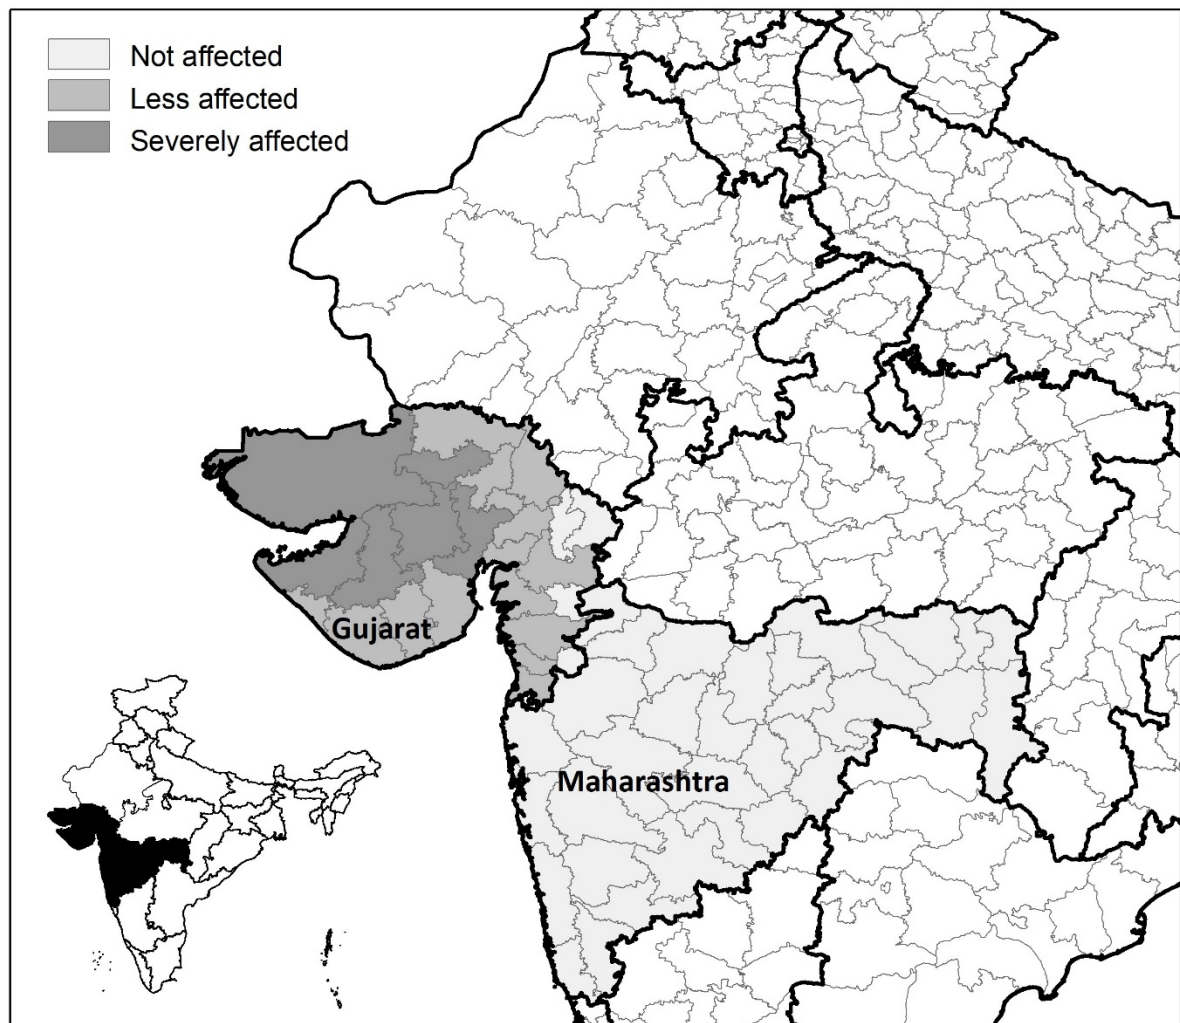 Not affected
Less affected
Severely affected
Gujarat
Maharashtra